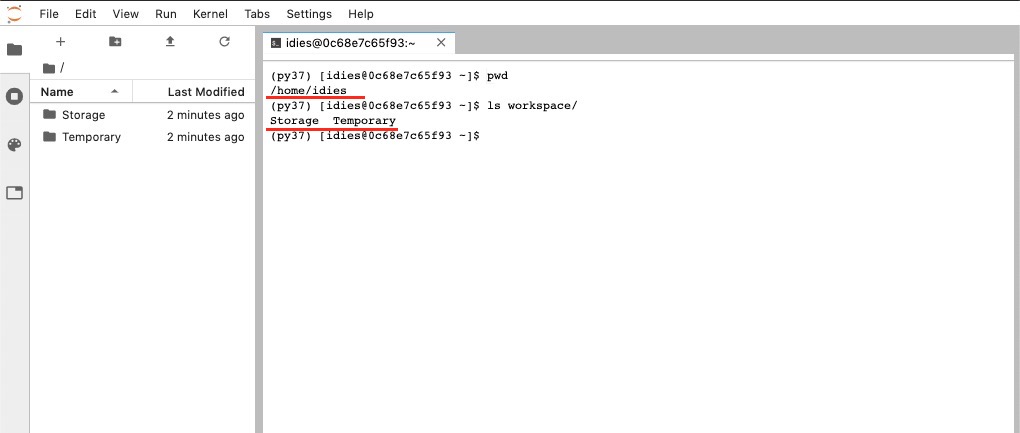 File Edit View Run Kernel Tabs Settings Help
/
Name Last Modified
Storage 2 minutes ago
Temporary 2 minutes ago
idies@0c68e7c65f93:~
(py37) [idies@0c68e7c65f93 ~]$ pwd
/home/idies
(py37) [idies@0c68e7c65f93 ~]$ ls workspace/
Storage  Temporary
(py37) [idies@0c68e7c65f93 ~]$